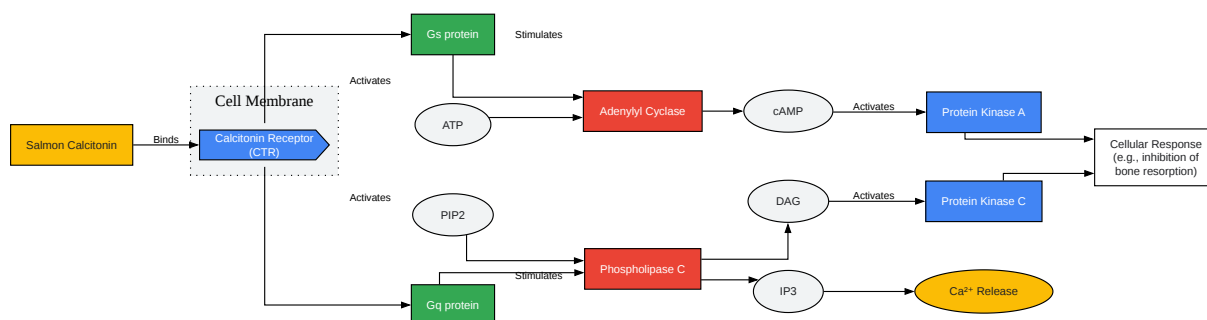 Gs protein
Stimulates
Activates
Cell Membrane
Adenylyl Cyclase
cAMP
Activates
Protein Kinase A
ATP
Salmon Calcitonin
Binds
Calcitonin Receptor
(CTR)
Cellular Response
(e.g., inhibition of
bone resorption)
Activates
PIP2
DAG
Activates
Protein Kinase C
Phospholipase C
Stimulates
Gq protein
IP3
Ca²⁺ Release